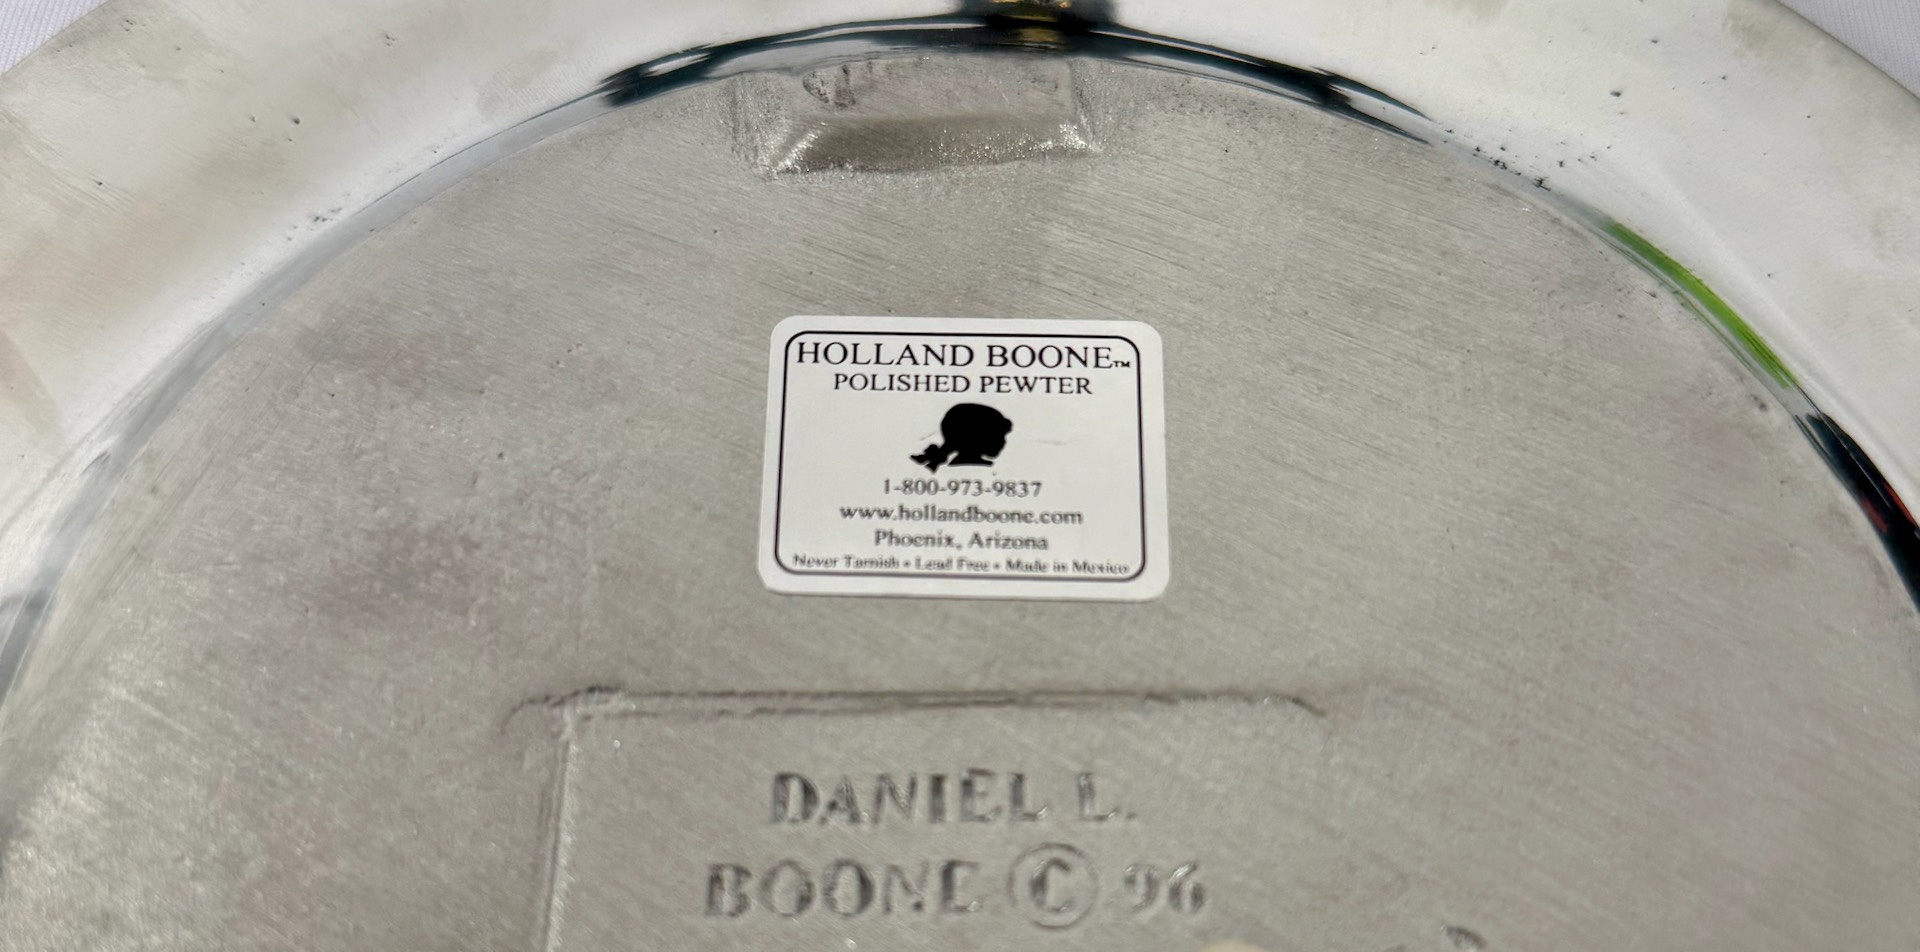 HOLLAND BOONE™
POLISHED PEWTER
1-800-973-9837
www.hollandboone.com
Phoenix, Arizona
Never Tarnish • Lead Free • Made in Mexico
DANIEL L.
BOONE © 96